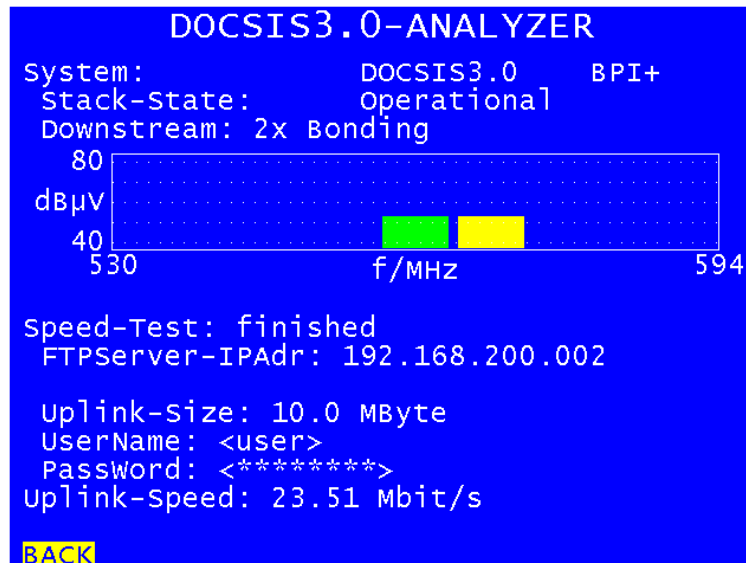 DOCSIS3.0-ANALYZER
System: DOCSIS3.0 BPI+
Stack-State: Operational
Downstream: 2x Bonding
80
dBµV
40
530 f/MHz 594
Speed-Test: finished
FTPServer-IPAdr: 192.168.200.002
Uplink-Size: 10.0 MByte
UserName: <user>
PassWord: <********>
Uplink-Speed: 23.51 Mbit/s
BACK